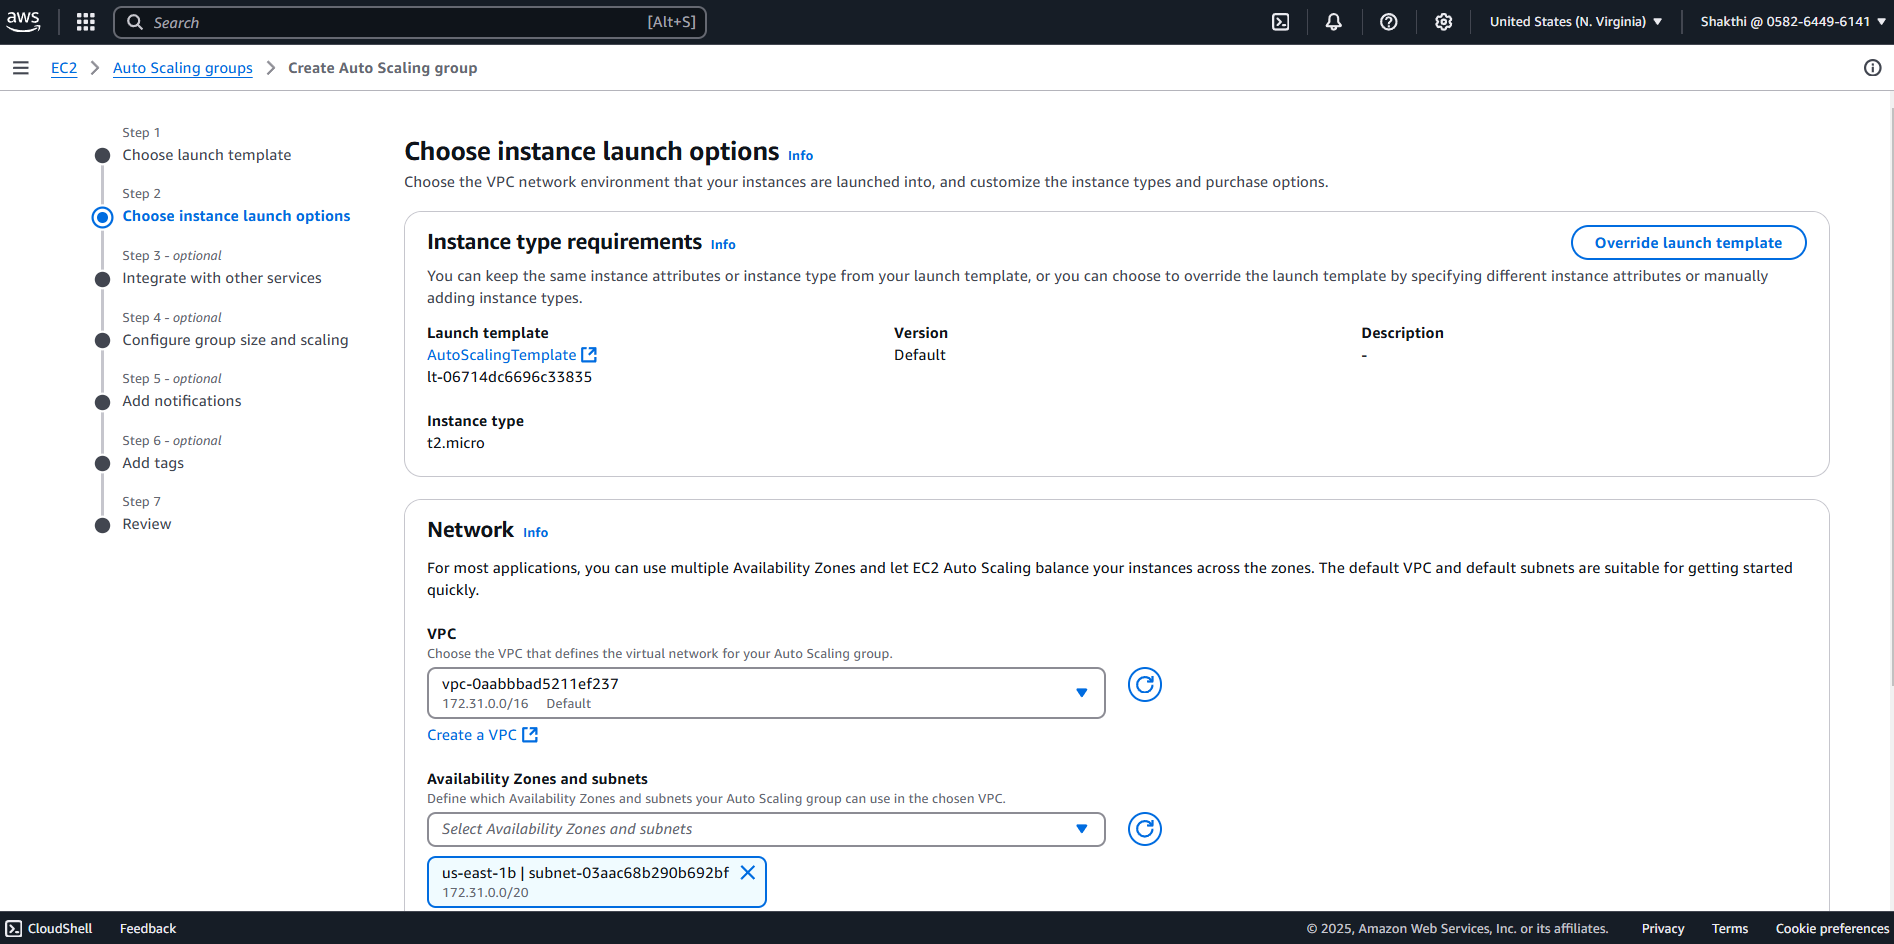 aws
Search [Alt+S]
United States (N. Virginia)
Shakthi @ 0582-6449-6141
EC2
Auto Scaling groups
Create Auto Scaling group
Step 1
Choose launch template
Step 2
Choose instance launch options
Step 3 - optional
Integrate with other services
Step 4 - optional
Configure group size and scaling
Step 5 - optional
Add notifications
Step 6 - optional
Add tags
Step 7
Review
Choose instance launch options Info
Choose the VPC network environment that your instances are launched into, and customize the instance types and purchase options.
Instance type requirements Info
Override launch template
You can keep the same instance attributes or instance type from your launch template, or you can choose to override the launch template by specifying different instance attributes or manually
adding instance types.
Launch template
AutoScalingTemplate
lt-06714dc6696c33835
Version
Default
Description
-
Instance type
t2.micro
Network Info
For most applications, you can use multiple Availability Zones and let EC2 Auto Scaling balance your instances across the zones. The default VPC and default subnets are suitable for getting started
quickly.
VPC
Choose the VPC that defines the virtual network for your Auto Scaling group.
vpc-0aabbbad5211ef237
172.31.0.0/16 Default
Create a VPC
Availability Zones and subnets
Define which Availability Zones and subnets your Auto Scaling group can use in the chosen VPC.
Select Availability Zones and subnets
us-east-1b | subnet-03aac68b290b692bf
172.31.0.0/20
CloudShell
Feedback
© 2025, Amazon Web Services, Inc. or its affiliates.
Privacy
Terms
Cookie preferences